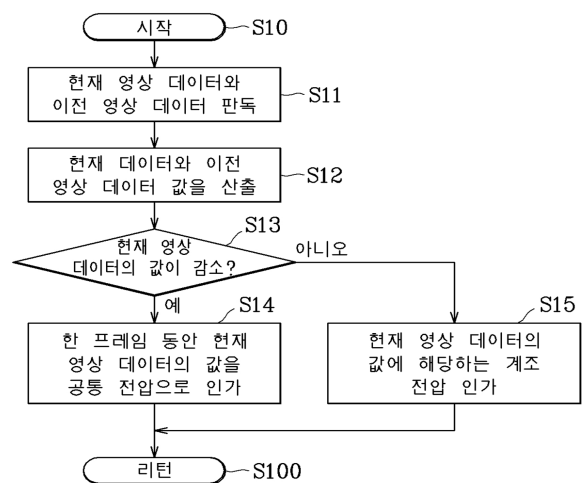 시작
S10
현재 영상 데이터와
이전 영상 데이터 판독
S11
현재 데이터와 이전
영상 데이터 값을 산출
S12
S13
현재 영상
데이터의 값이 감소?
아니오
예
S14
한 프레임 동안 현재
영상 데이터의 값을
공통 전압으로 인가
S15
현재 영상 데이터의
값에 해당하는 계조
전압 인가
리턴
S100